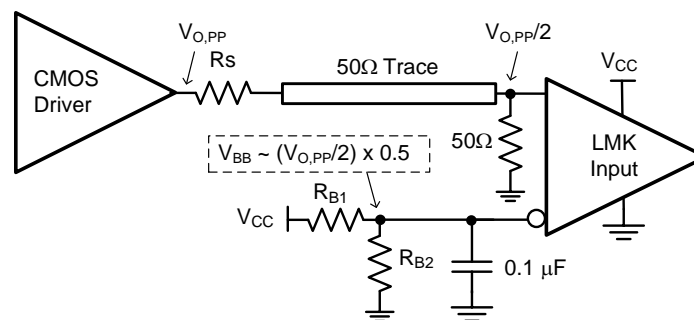 V_O,PP
Rs
CMOS
Driver
50Ω Trace
V_O,PP/2
V_CC
50Ω
LMK
Input
V_BB ~ (V_O,PP/2) x 0.5
R_B1
V_CC
R_B2
0.1 μF